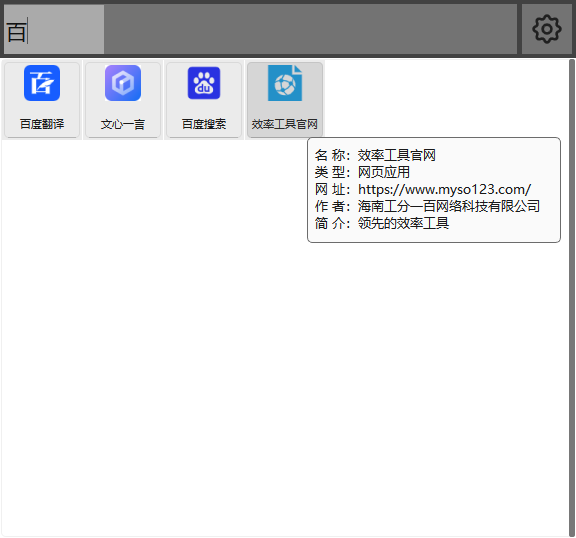 百
百度翻译
文心一言
百度搜索
效率工具官网
名 称：效率工具官网
类 型：网页应用
网 址：https://www.myso123.com/
作 者：海南工分一百网络科技有限公司
简 介：领先的效率工具